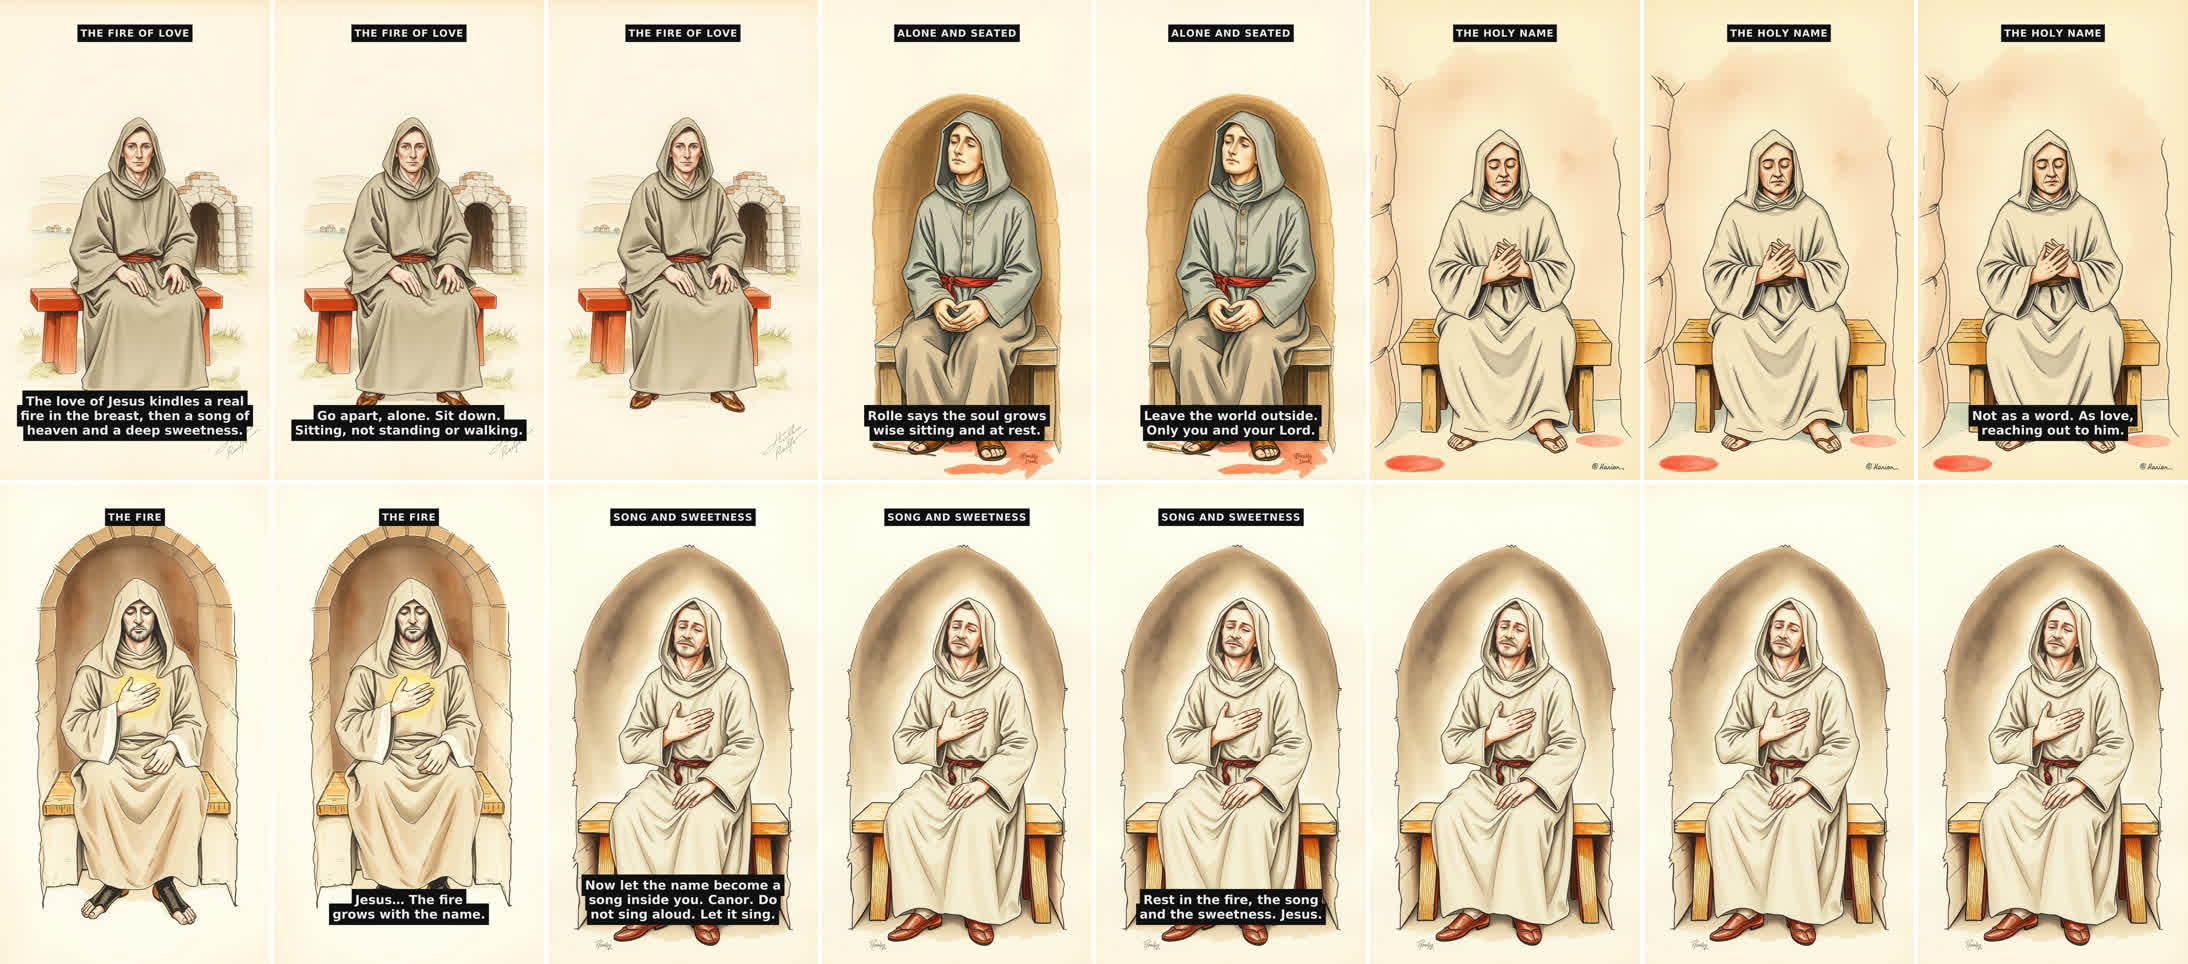 THE FIRE OF LOVE
The love of Jesus kindles a real
fire in the breast, then a song of
heaven and a deep sweetness.
THE FIRE OF LOVE
Go apart, alone. Sit down.
Sitting, not standing or walking.
THE FIRE OF LOVE
ALONE AND SEATED
Rolle says the soul grows
wise sitting and at rest.
ALONE AND SEATED
Leave the world outside.
Only you and your Lord.
THE HOLY NAME
THE HOLY NAME
THE HOLY NAME
Not as a word. As love,
reaching out to him.
THE FIRE
THE FIRE
Jesus… The fire
grows with the name.
SONG AND SWEETNESS
Now let the name become a
song inside you. Canor. Do
not sing aloud. Let it sing.
SONG AND SWEETNESS
SONG AND SWEETNESS
Rest in the fire, the song
and the sweetness. Jesus.